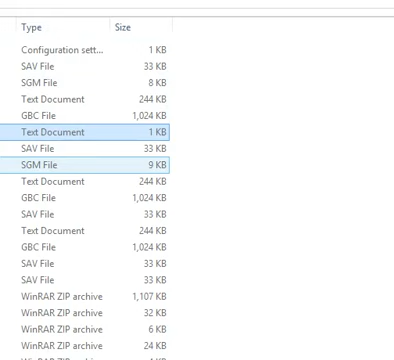 Type Size
Configuration sett... 1 KB
SAV File 33 KB
SGM File 8 KB
Text Document 244 KB
GBC File 1,024 KB
Text Document 1 KB
SAV File 33 KB
SGM File 9 KB
Text Document 244 KB
GBC File 1,024 KB
SAV File 33 KB
Text Document 244 KB
GBC File 1,024 KB
SAV File 33 KB
SAV File 33 KB
WinRAR ZIP archive 1,107 KB
WinRAR ZIP archive 32 KB
WinRAR ZIP archive 6 KB
WinRAR ZIP archive 24 KB
WinRAR ZIP archive